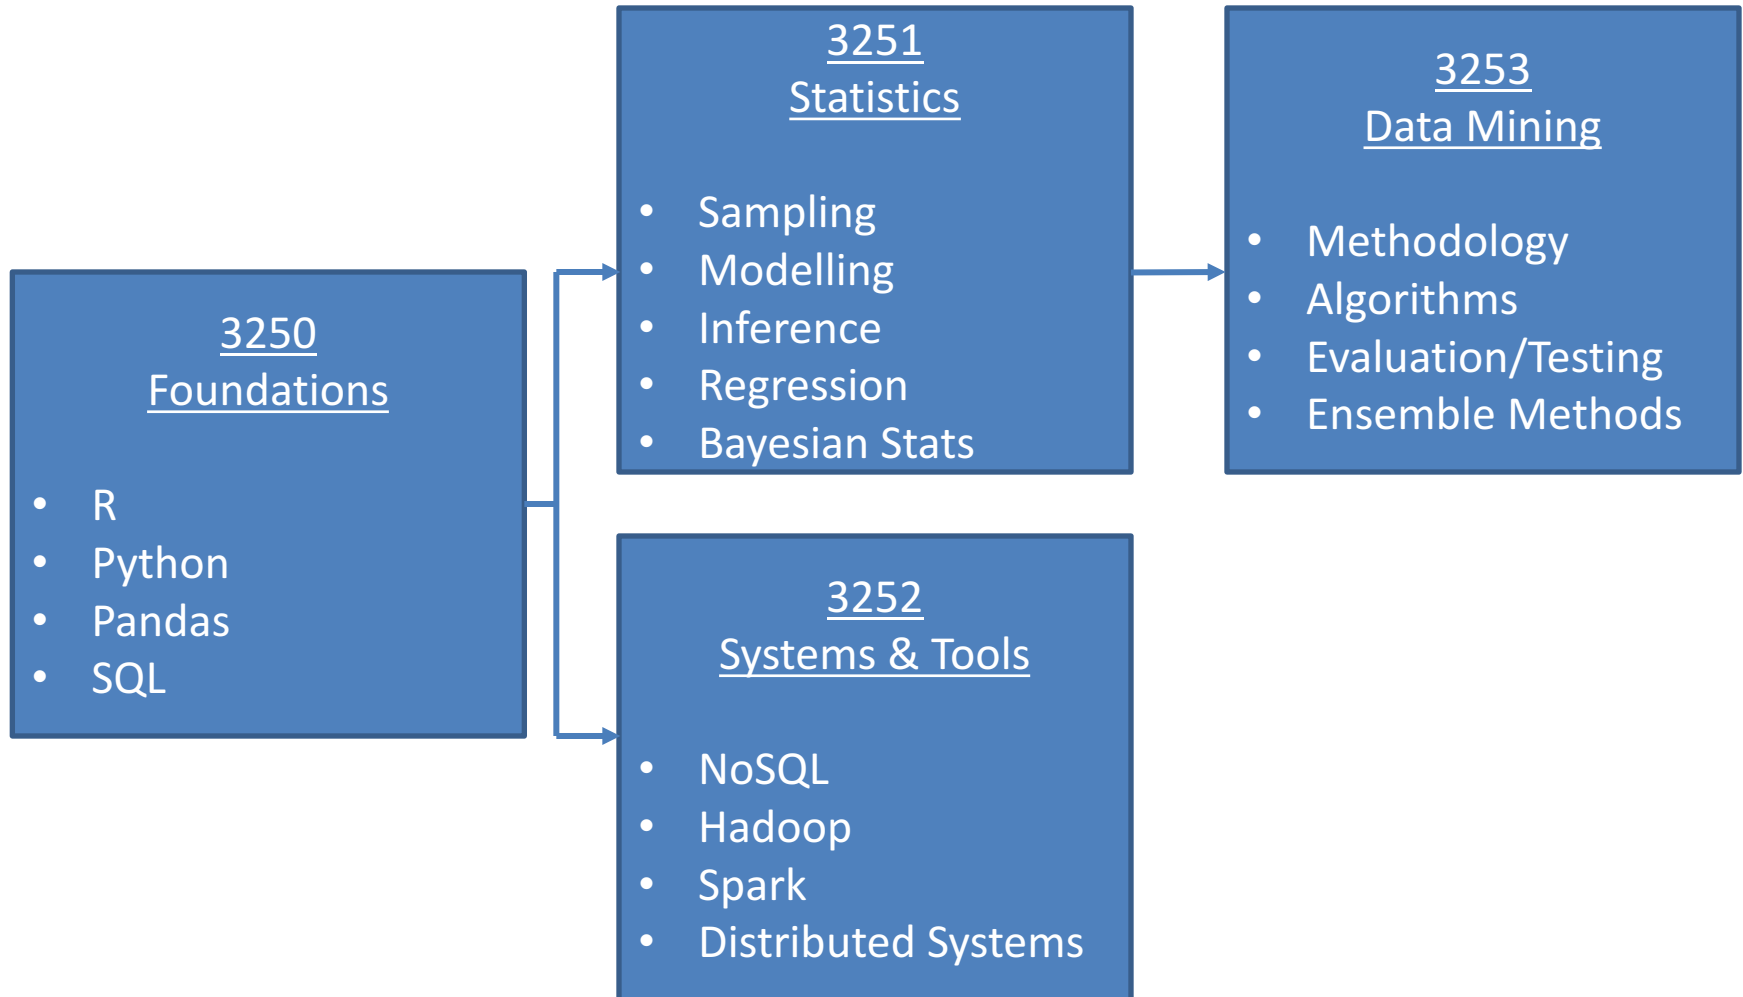 3250
Foundations
• R
• Python
• Pandas
• SQL
3251
Statistics
• Sampling
• Modelling
• Inference
• Regression
• Bayesian Stats
3252
Systems & Tools
• NoSQL
• Hadoop
• Spark
• Distributed Systems
3253
Data Mining
• Methodology
• Algorithms
• Evaluation/Testing
• Ensemble Methods